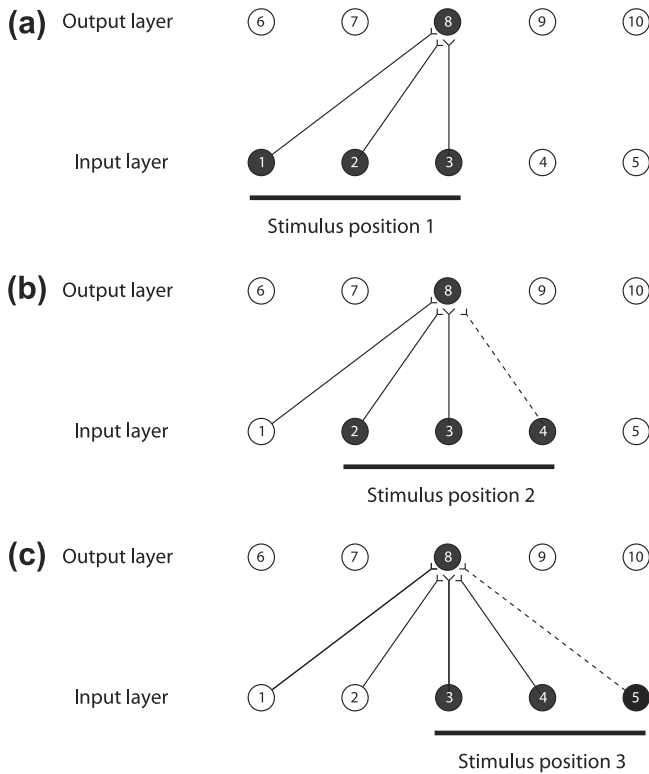 (a) Output layer 6 7 8 9 10
Input layer 1 2 3 4 5
Stimulus position 1
(b) Output layer 6 7 8 9 10
Input layer 1 2 3 4 5
Stimulus position 2
(c) Output layer 6 7 8 9 10
Input layer 1 2 3 4 5
Stimulus position 3